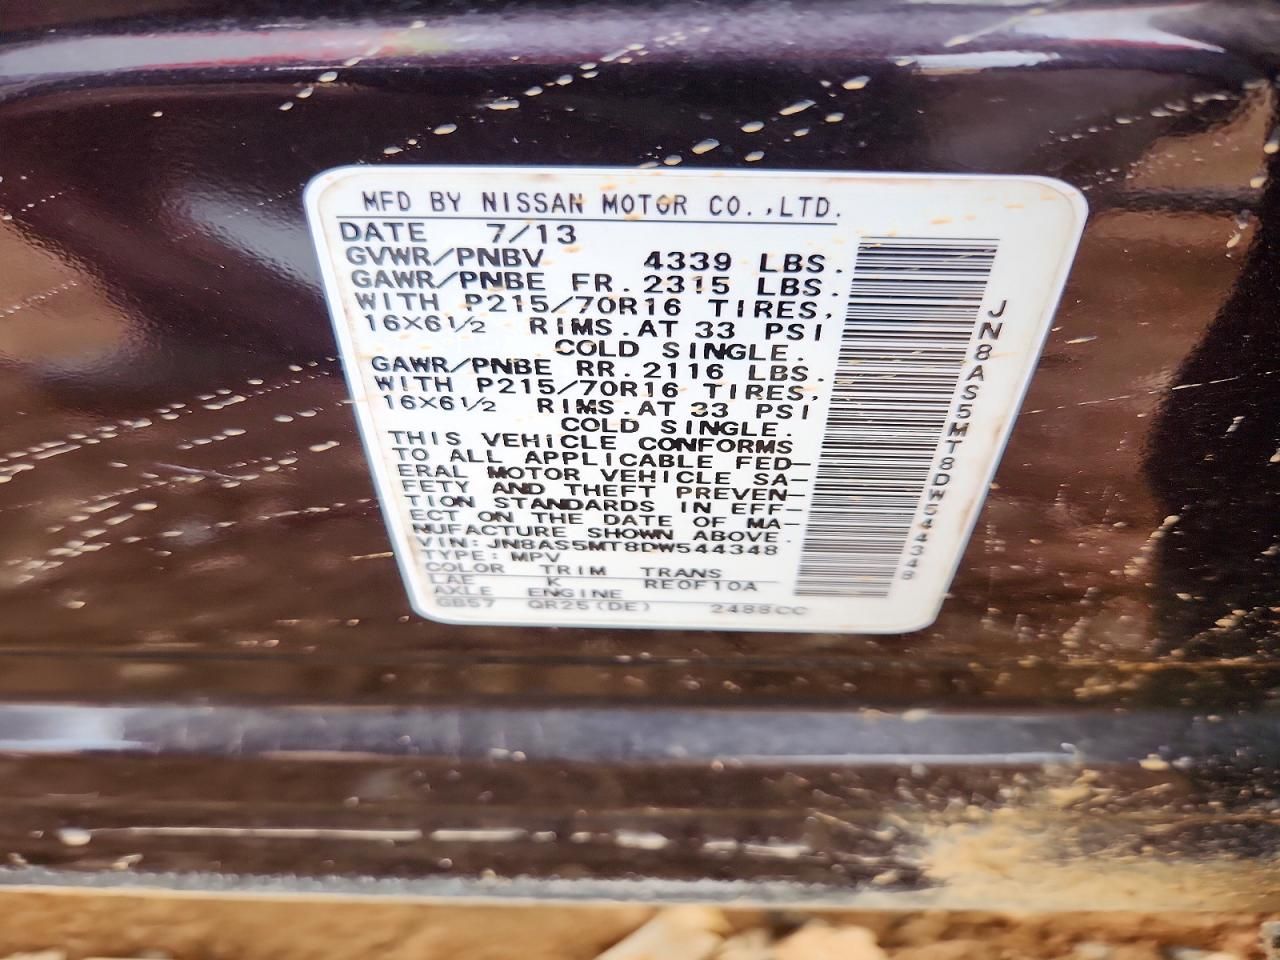 MFD BY NISSAN MOTOR CO.,LTD.
DATE 7/13
GVWR/PNBV 4339 LBS.
GAWR/PNBE FR. 2315 LBS.
WITH P215/70R16 TIRES,
16×6½ RIMS. AT 33 PSI
COLD SINGLE.
GAWR/PNBE RR. 2116 LBS.
WITH P215/70R16 TIRES,
16×6½ RIMS. AT 33 PSI
COLD SINGLE.
THIS VEHICLE CONFORMS
TO ALL APPLICABLE FED-
ERAL MOTOR VEHICLE SA-
FETY AND THEFT PREVEN-
TION STANDARDS IN EFF-
ECT ON THE DATE OF MA-
NUFACTURE SHOWN ABOVE.
VIN: JN8AS5MT8DW544348
TYPE: MPV
COLOR TRIM TRANS
LAE K RE0F10A
AXLE ENGINE
GB57 QR25(DE) 2488CC
JN8AS5MT8DW544348